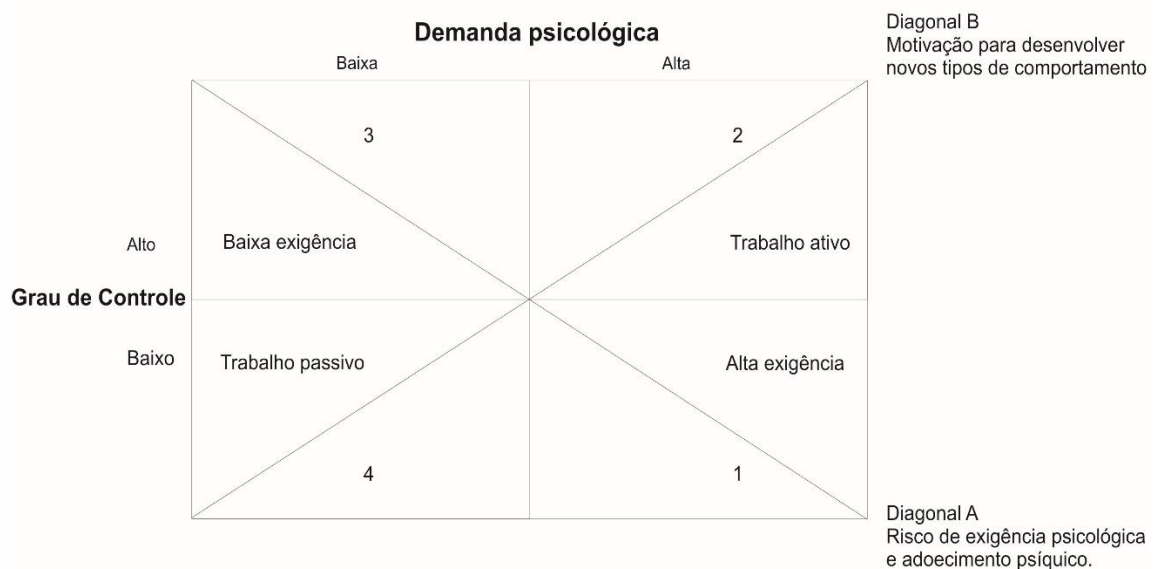 Demanda psicológica
Baixa
Alta
Diagonal B
Motivação para desenvolver
novos tipos de comportamento
3
2
Alto
Baixa exigência
Trabalho ativo
Grau de Controle
Baixo
Trabalho passivo
Alta exigência
4
1
Diagonal A
Risco de exigência psicológica
e adoecimento psíquico.